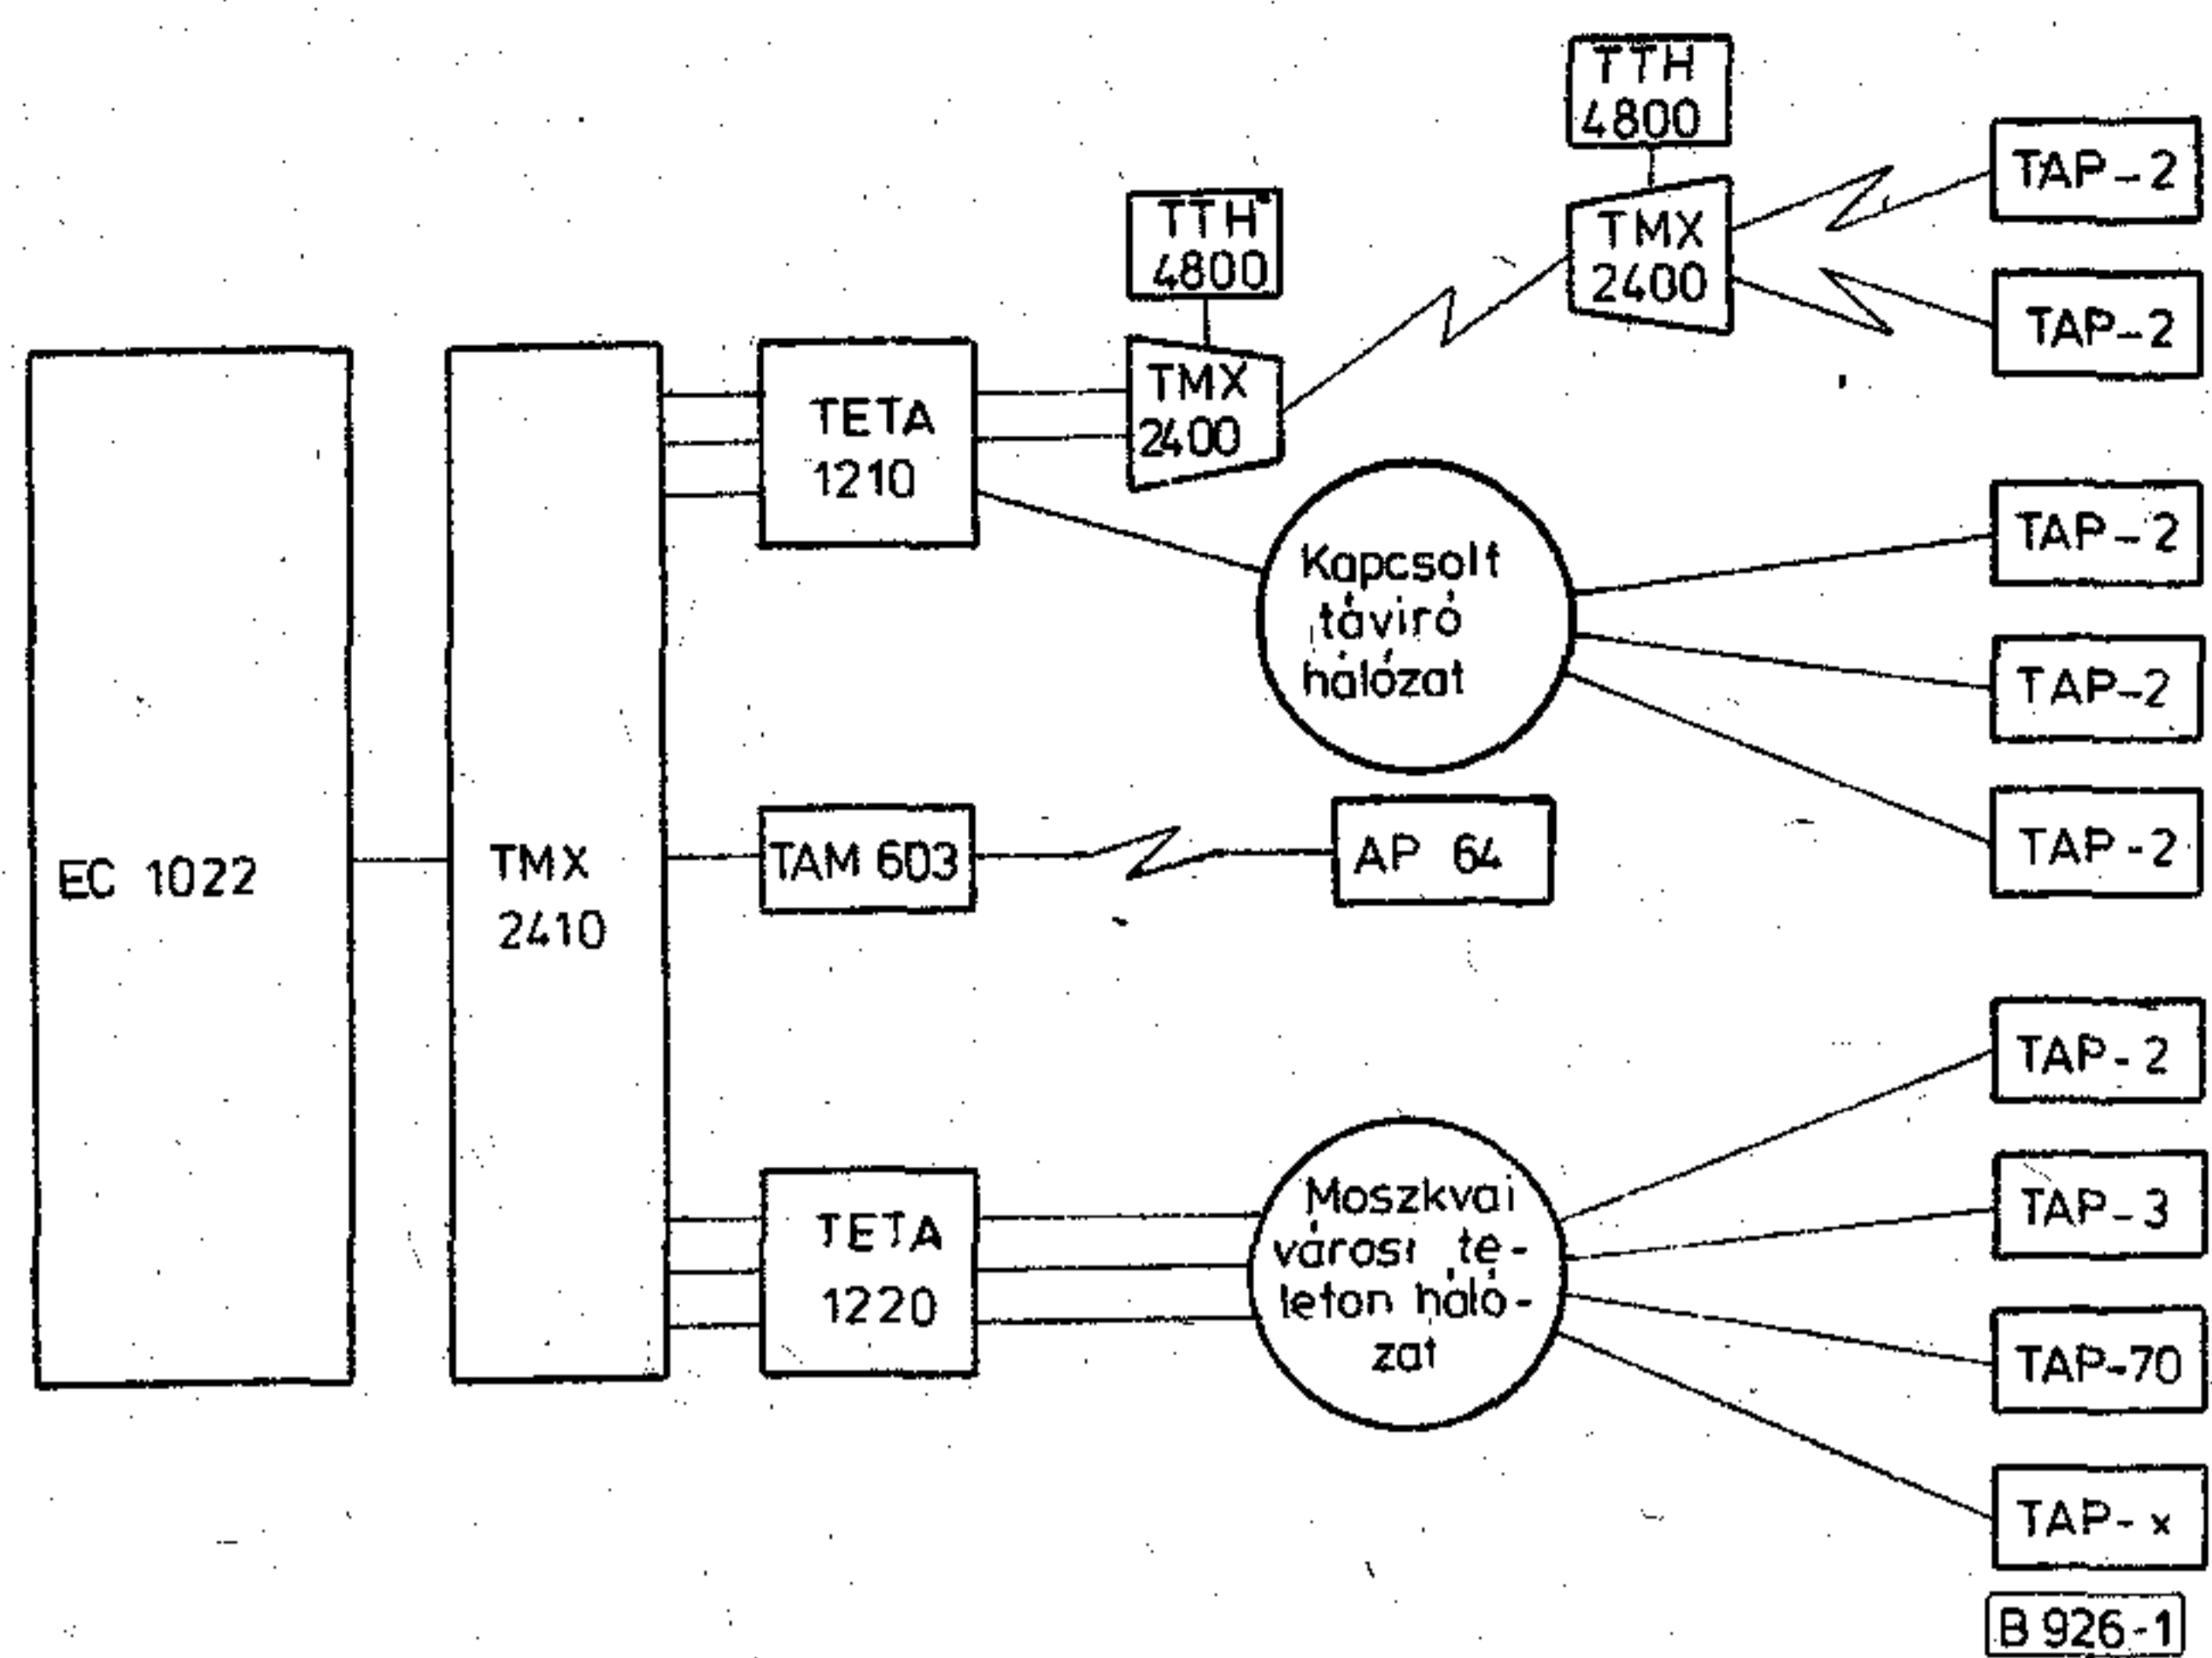 TTH
4800
TAP-2
TTH
4800
TMX
2400
TAP-2
TETA
1210
TMX
2400
Kapcsolt
távíró
hálózat
TAP-2
TAP-2
TAP-2
EC 1022
TMX
2410
TAM 603
AP 64
TAP-2
TETA
1220
Moszkvai
városi te-
lefon háló-
zat
TAP-3
TAP-70
TAP-x
B 926-1